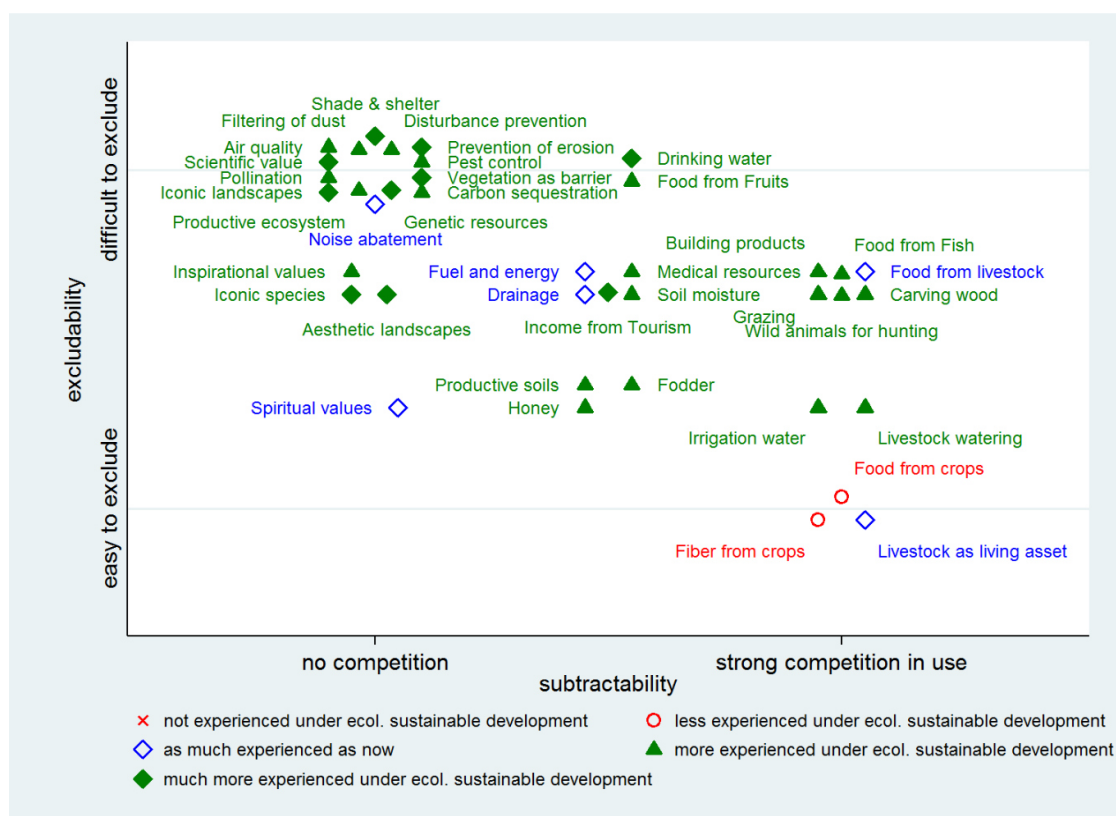 difficult to exclude
excludability
easy to exclude
Shade & shelter
Filtering of dust
Disturbance prevention
Air quality
Prevention of erosion
Scientific value
Pest control
Drinking water
Pollination
Vegetation as barrier
Food from Fruits
Iconic landscapes
Carbon sequestration
Productive ecosystem
Genetic resources
Noise abatement
Building products
Food from Fish
Inspirational values
Fuel and energy
Medical resources
Food from livestock
Iconic species
Drainage
Soil moisture
Carving wood
Grazing
Aesthetic landscapes
Income from Tourism
Wild animals for hunting
Productive soils
Fodder
Spiritual values
Honey
Irrigation water
Livestock watering
Food from crops
Fiber from crops
Livestock as living asset
no competition
strong competition in use
subtractability
not experienced under ecol. sustainable development
less experienced under ecol. sustainable development
as much experienced as now
more experienced under ecol. sustainable development
much more experienced under ecol. sustainable development